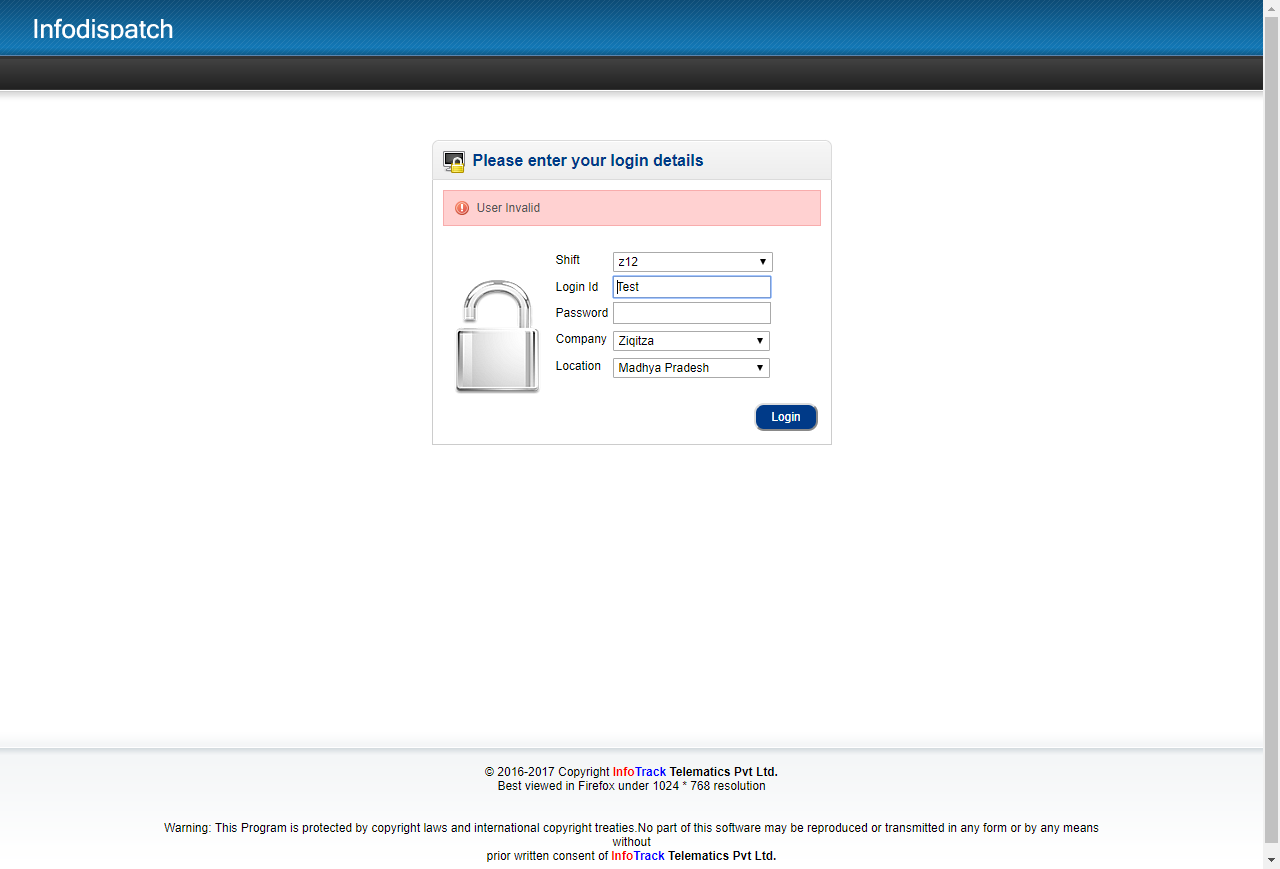 Infodispatch
Please enter your login details
User Invalid
Shift z12
Login Id Test
Password
Company Ziqitza
Location Madhya Pradesh
Login
© 2016-2017 Copyright InfoTrack Telematics Pvt Ltd.
Best viewed in Firefox under 1024 * 768 resolution
Warning: This Program is protected by copyright laws and international copyright treaties.No part of this software may be reproduced or transmitted in any form or by any means
without
prior written consent of InfoTrack Telematics Pvt Ltd.